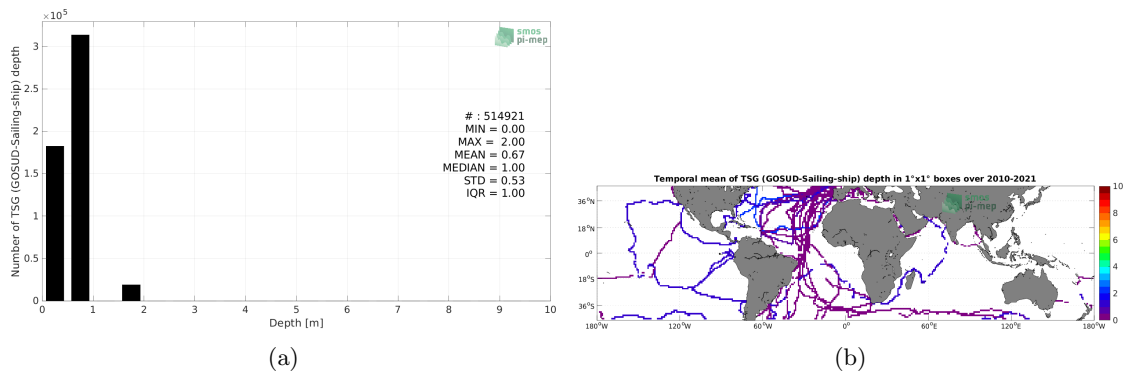 ×10⁵
3
2.5
2
1.5
1
0.5
0
Number of TSG (GOSUD-Sailing-ship) depth
smos
pi-mep
# : 514921
MIN = 0.00
MAX = 2.00
MEAN = 0.67
MEDIAN = 1.00
STD = 0.53
IQR = 1.00
0 1 2 3 4 5 6 7 8 9 10
Depth [m]
(a)
Temporal mean of TSG (GOSUD-Sailing-ship) depth in 1°x1° boxes over 2010-2021
smos
pi-mep
36°N
18°N
0°
18°S
36°S
180°W 120°W 60°W 0° 60°E 120°E 180°W
10
8
6
4
2
0
(b)